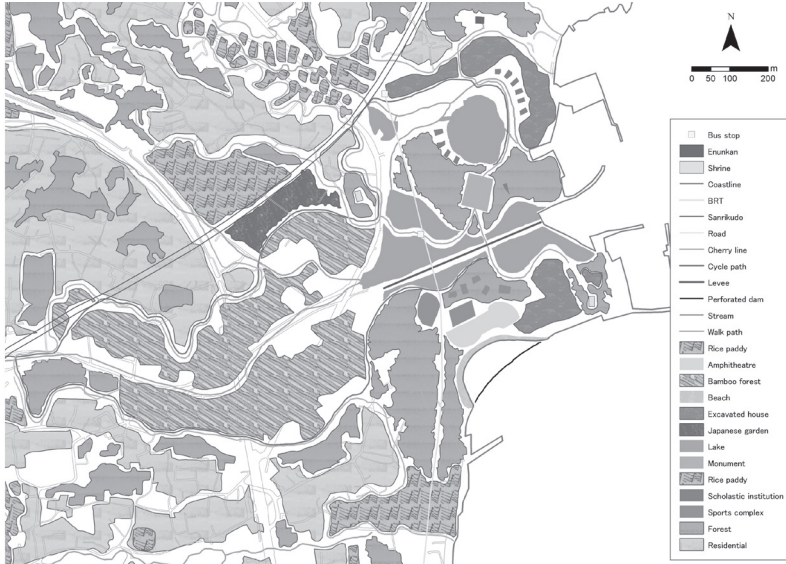 N
0 50 100 200
m
Bus stop
Enunkan
Shrine
Coastline
BRT
Sanrikudo
Road
Cherry line
Cycle path
Levee
Perforated dam
Stream
Walk path
Rice paddy
Amphitheatre
Bamboo forest
Beach
Excavated house
Japanese garden
Lake
Monument
Rice paddy
Scholastic institution
Sports complex
Forest
Residential